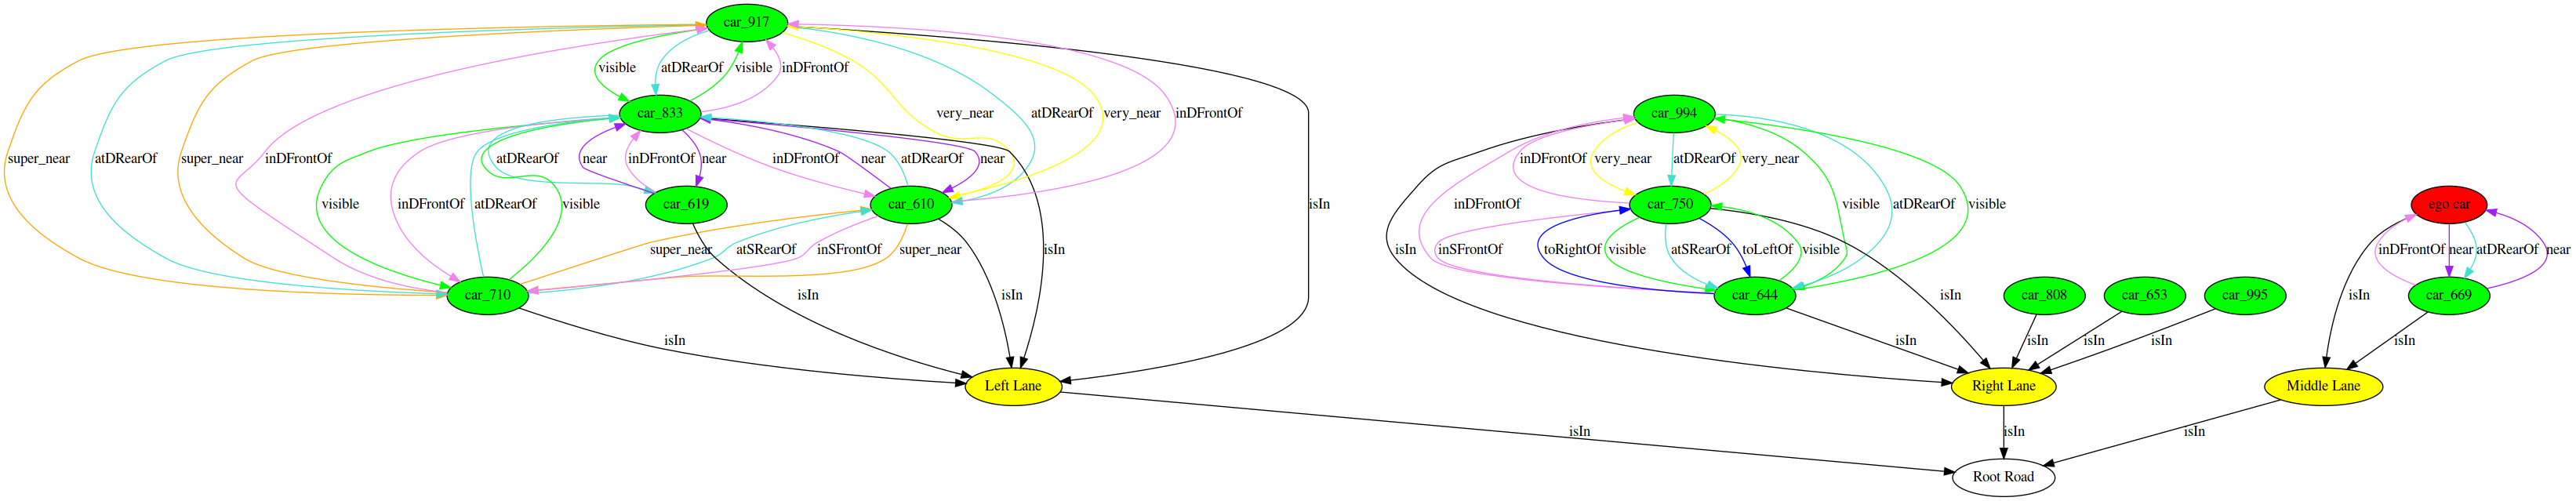 car_917
visible
atDRearOf
visible
inDFrontOf
car_833
very_near
atDRearOf
very_near
inDFrontOf
car_994
super_near
atDRearOf
super_near
inDFrontOf
atDRearOf
near
inDFrontOf
near
inDFrontOf
near
atDRearOf
near
inDFrontOf
very_near
atDRearOf
very_near
visible
inDFrontOf
atDRearOf
visible
car_619
car_610
isIn
inDFrontOf
car_750
visible
atDRearOf
visible
ego car
super_near
atSRearOf
inSFrontOf
super_near
isIn
isIn
inSFrontOf
toRightOf
visible
atSRearOf
toLeftOf
visible
inDFrontOf
near
atDRearOf
near
car_710
isIn
isIn
car_644
isIn
car_808
car_653
car_995
isIn
car_669
isIn
isIn
isIn
isIn
isIn
isIn
Left Lane
Right Lane
Middle Lane
isIn
isIn
isIn
Root Road